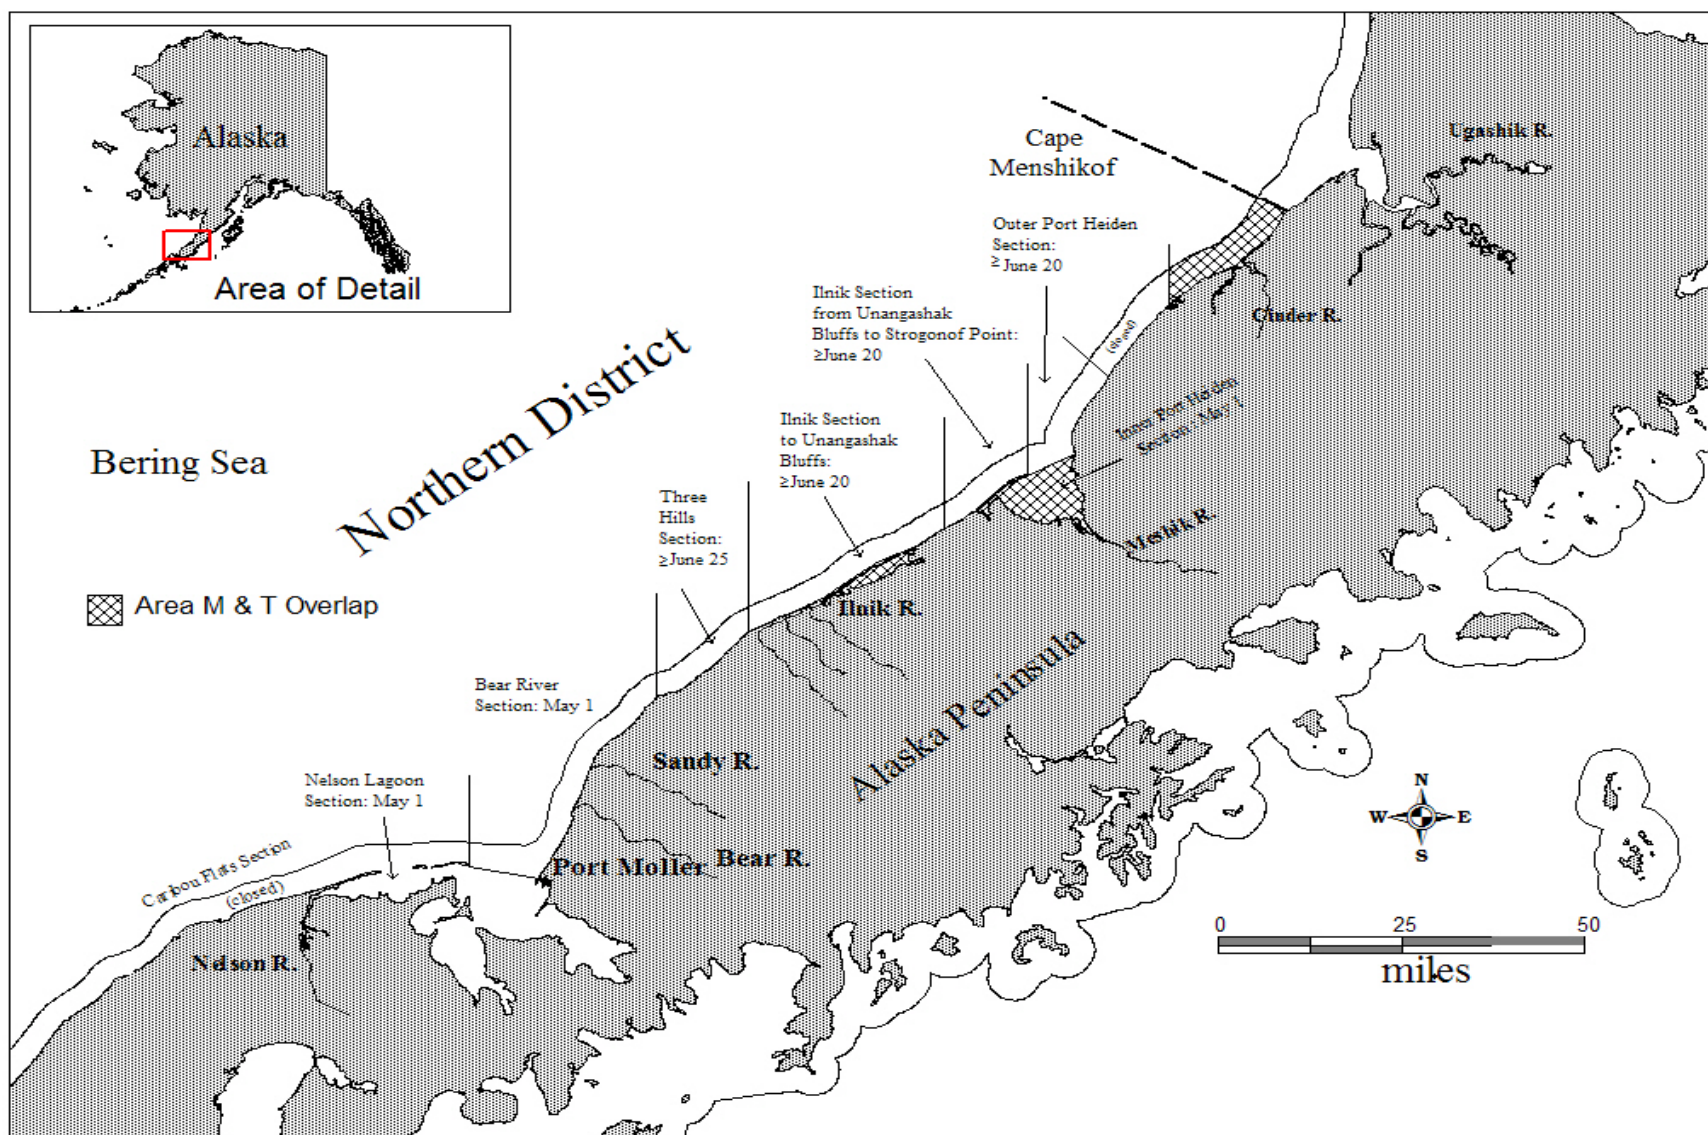 Alaska
Area of Detail
Cape
Menshikof
Ugashik R.
Outer Port Heiden
Section:
≥June 20
Ilnik Section
from Unangashak
Bluffs to Strogonof Point:
≥June 20
(closed)
Cinder R.
Inner Port Heiden
Section: May 1
Northern District
Bering Sea
Ilnik Section
to Unangashak
Bluffs:
≥June 20
Three
Hills
Section:
≥June 25
Meshik R.
Area M & T Overlap
Ilnik R.
Bear River
Section: May 1
Alaska Peninsula
Sandy R.
Nelson Lagoon
Section: May 1
N
W E
S
Caribou Flats Section
(closed)
Port Moller
Bear R.
Nelson R.
0 25 50
miles